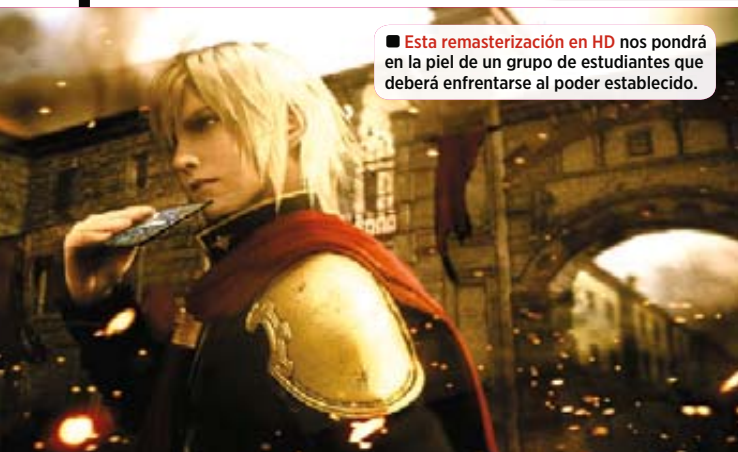 Esta remasterización en HD nos pondrá
en la piel de un grupo de estudiantes que
deberá enfrentarse al poder establecido.